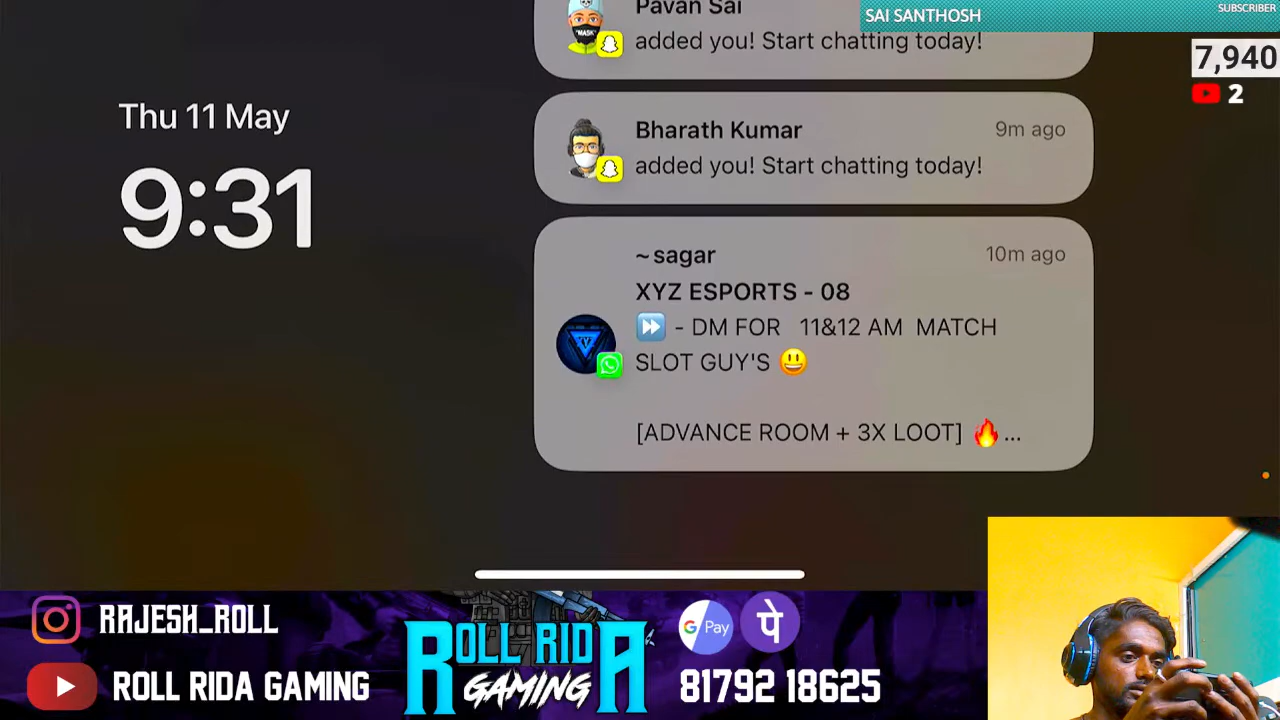 Pavan Sai
added you! Start chatting today!
SAI SANTHOSH
SUBSCRIBER
7,940
2
Thu 11 May
9:31
Bharath Kumar
9m ago
added you! Start chatting today!
~sagar
10m ago
XYZ ESPORTS - 08
⏩ - DM FOR 11&12 AM MATCH
SLOT GUY'S 😃
[ADVANCE ROOM + 3X LOOT] 🔥...
RAJESH_ROLL
ROLL RIDA GAMING
ROLL RIDA
GAMING
G Pay
पे
81792 18625
"MASK"